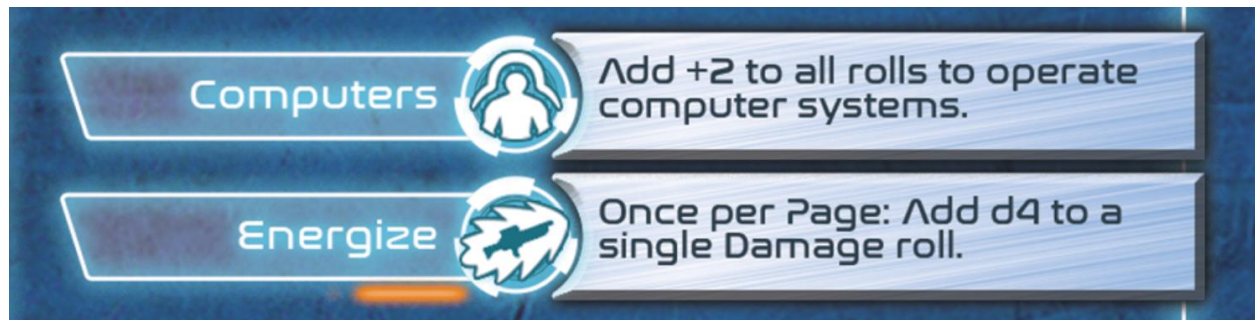 Computers
Add +2 to all rolls to operate
computer systems.
Energize
Once per Page: Add d4 to a
single Damage roll.